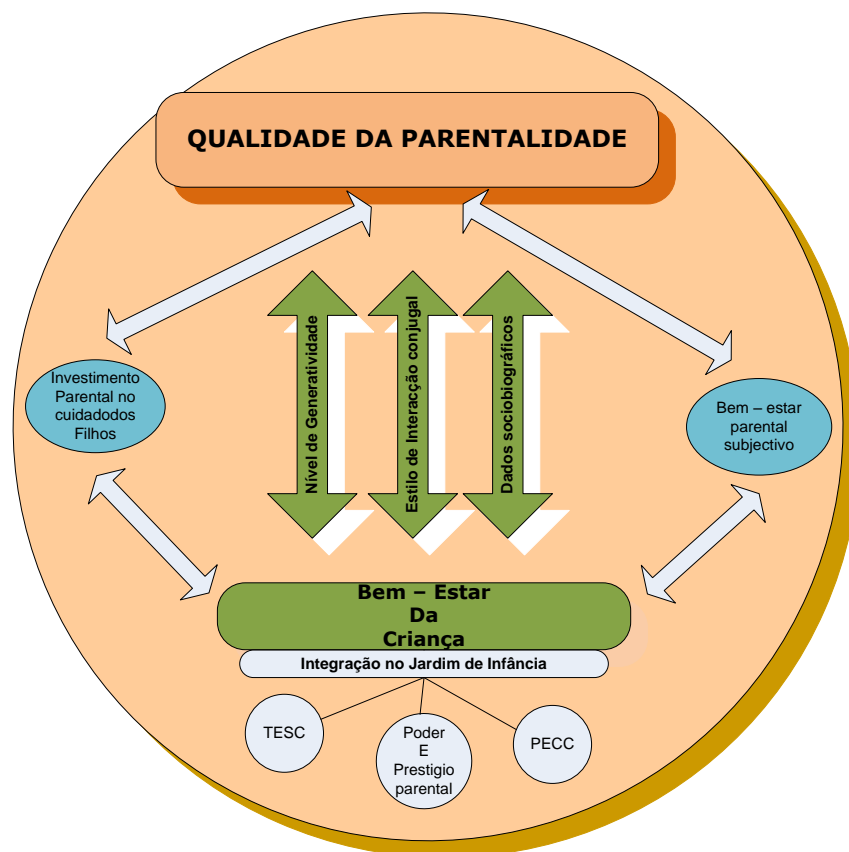 QUALIDADE DA PARENTALIDADE
Nível de Generatividade
Estilo de Interacção conjugal
Dados sociobiográficos
Investimento
Parental no
cuidadodos
Filhos
Bem – estar
parental
subjectivo
Bem – Estar
Da
Criança
Integração no Jardim de Infância
TESC
Poder
E
Prestigio
parental
PECC